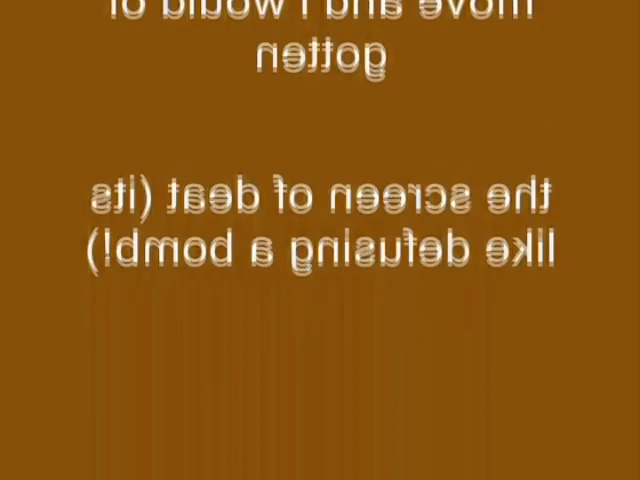 move and I would of
gotten
the screen of deat (its
like defusing a bomb!)